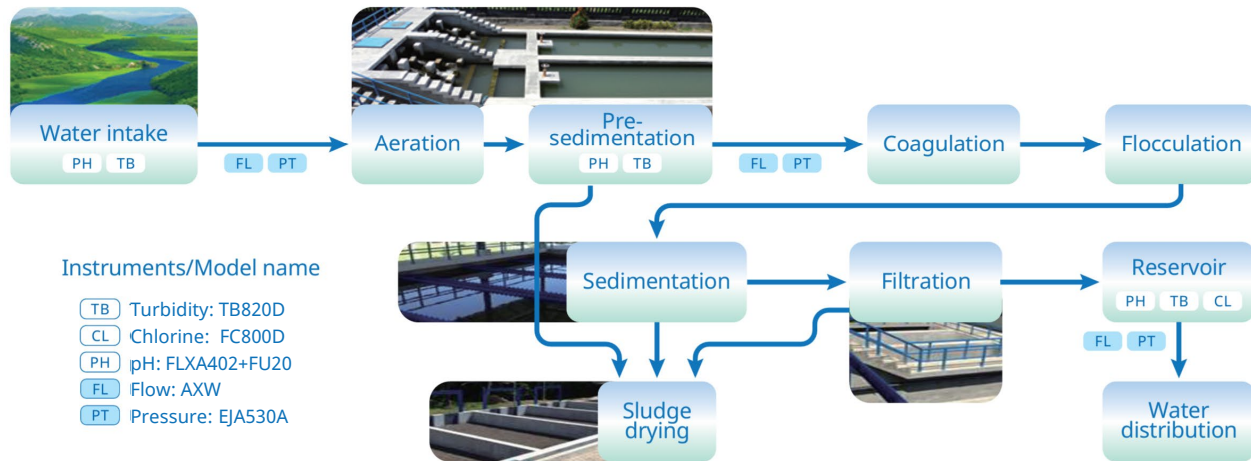 Water intake
PH TB
FL PT
Aeration
Pre-
sedimentation
PH TB
FL PT
Coagulation
Flocculation
Sedimentation
Filtration
Reservoir
PH TB CL
FL PT
Instruments/Model name
TB Turbidity: TB820D
CL Chlorine: FC800D
PH pH: FLXA402+FU20
FL Flow: AXW
PT Pressure: EJA530A
Sludge
drying
Water
distribution